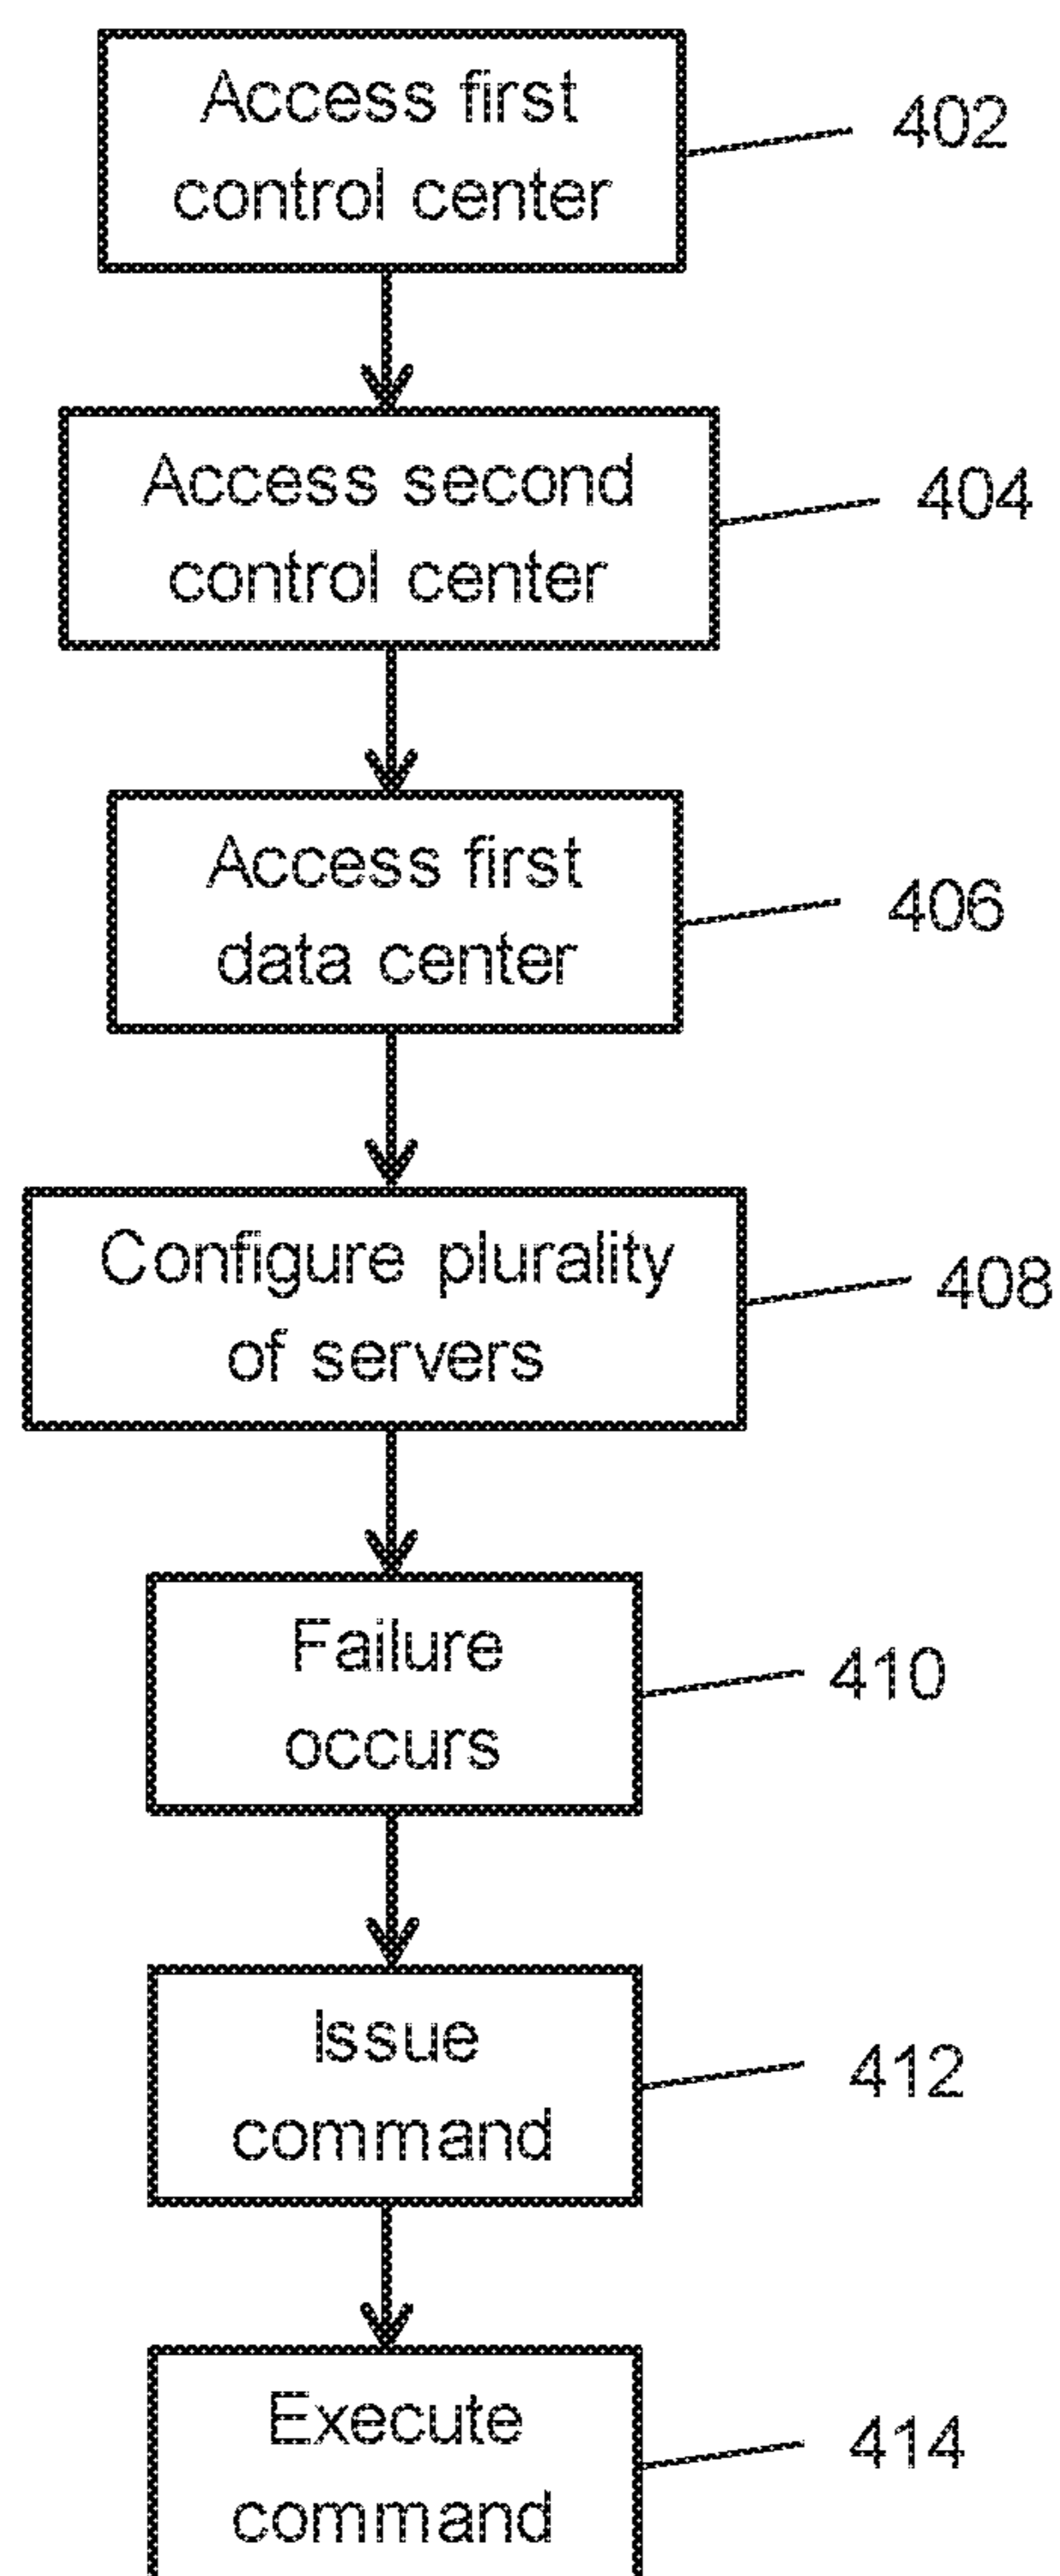 Access first
control center
402
Access second
control center
404
Access first
data center
406
Configure plurality
of servers
408
Failure
occurs
410
Issue
command
412
Execute
command
414